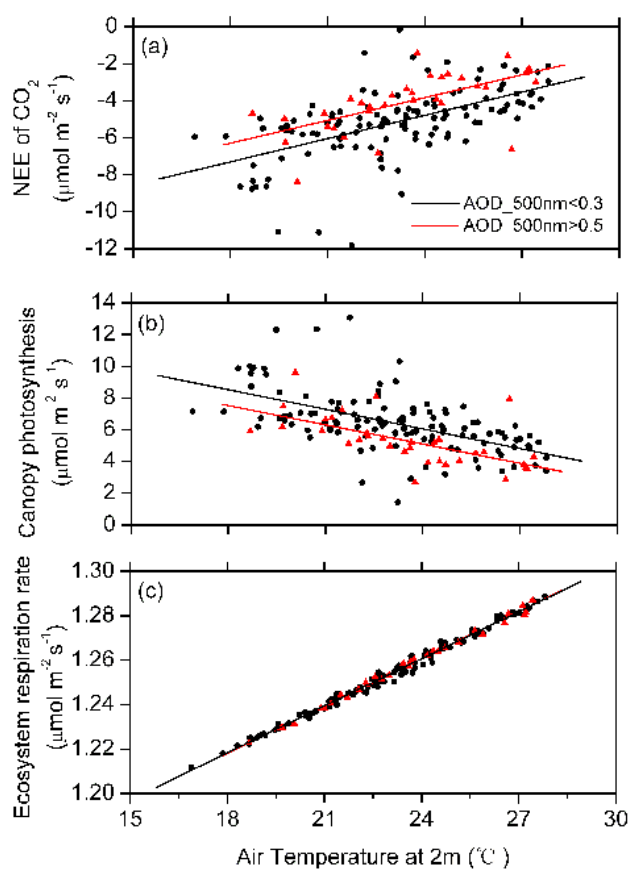 (a)
NEE of CO2
(μmol m-2 s-1)
0
-2
-4
-6
-8
-10
-12
AOD_500nm<0.3
AOD_500nm>0.5
(b)
Canopy photosynthesis
(μmol m-2 s-1)
14
12
10
8
6
4
2
0
(c)
Ecosystem respiration rate
(μmol m-2 s-1)
1.30
1.28
1.26
1.24
1.22
1.20
15 18 21 24 27 30
Air Temperature at 2m (℃)